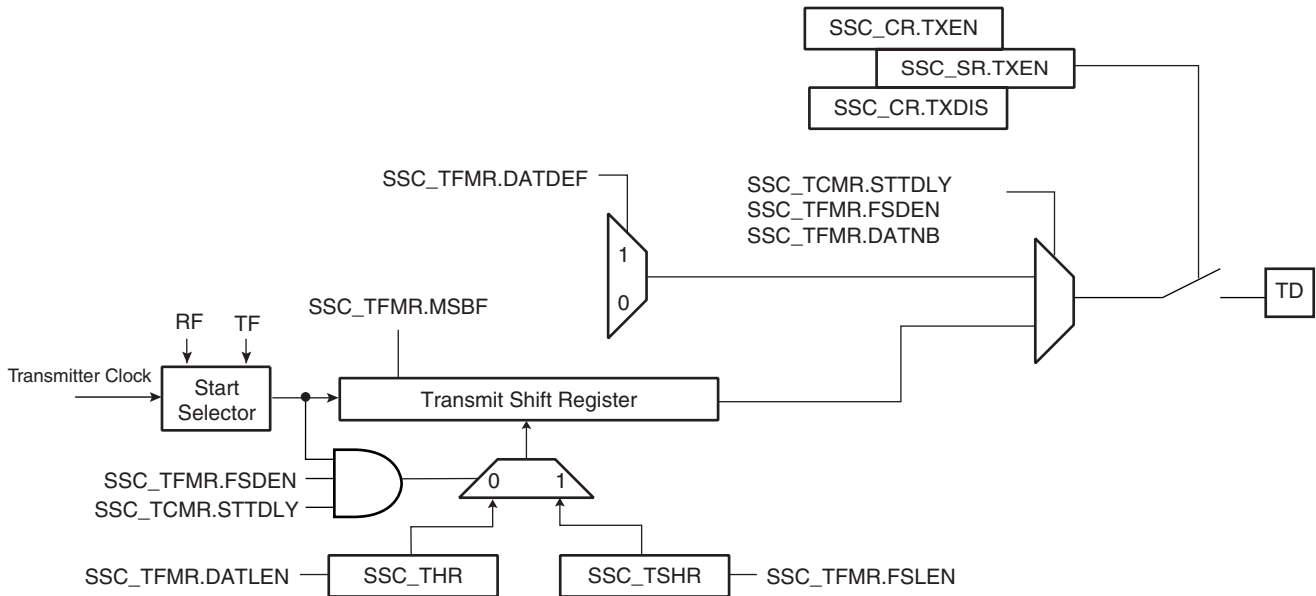 SSC_CR.TXEN
SSC_SR.TXEN
SSC_CR.TXDIS
SSC_TFMR.DATDEF
SSC_TCMR.STTDLY
SSC_TFMR.FSDEN
SSC_TFMR.DATNB
1
0
TD
SSC_TFMR.MSBF
RF TF
Transmitter Clock
Start
Selector
Transmit Shift Register
SSC_TFMR.FSDEN
SSC_TCMR.STTDLY
0 1
SSC_TFMR.DATLEN
SSC_THR
SSC_TSHR
SSC_TFMR.FSLEN